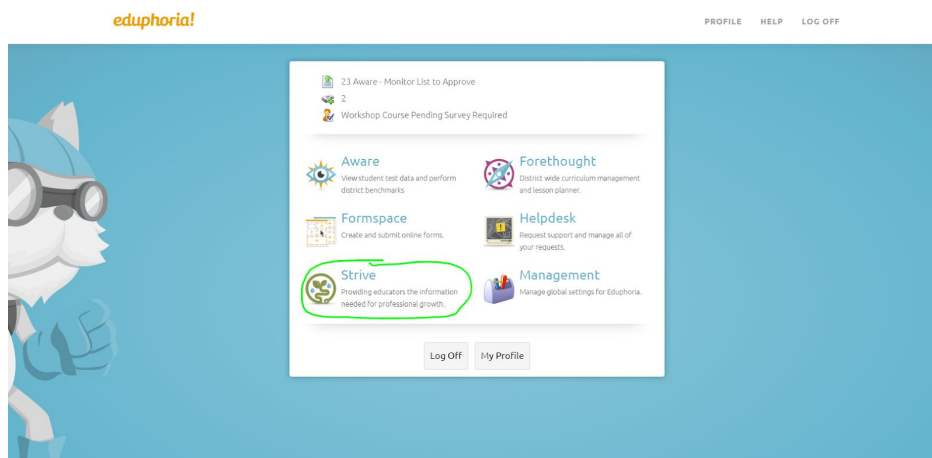 eduphoria!
PROFILE HELP LOG OFF
23 Aware - Monitor List to Approve
2
Workshop Course Pending Survey Required
Aware
View student test data and perform
district benchmarks
Forethought
District wide curriculum management
and lesson planner.
Formspace
Create and submit online forms.
Helpdesk
Request support and manage all of
your requests.
Strive
Providing educators the information
needed for professional growth.
Management
Manage global settings for Eduphoria.
Log Off My Profile